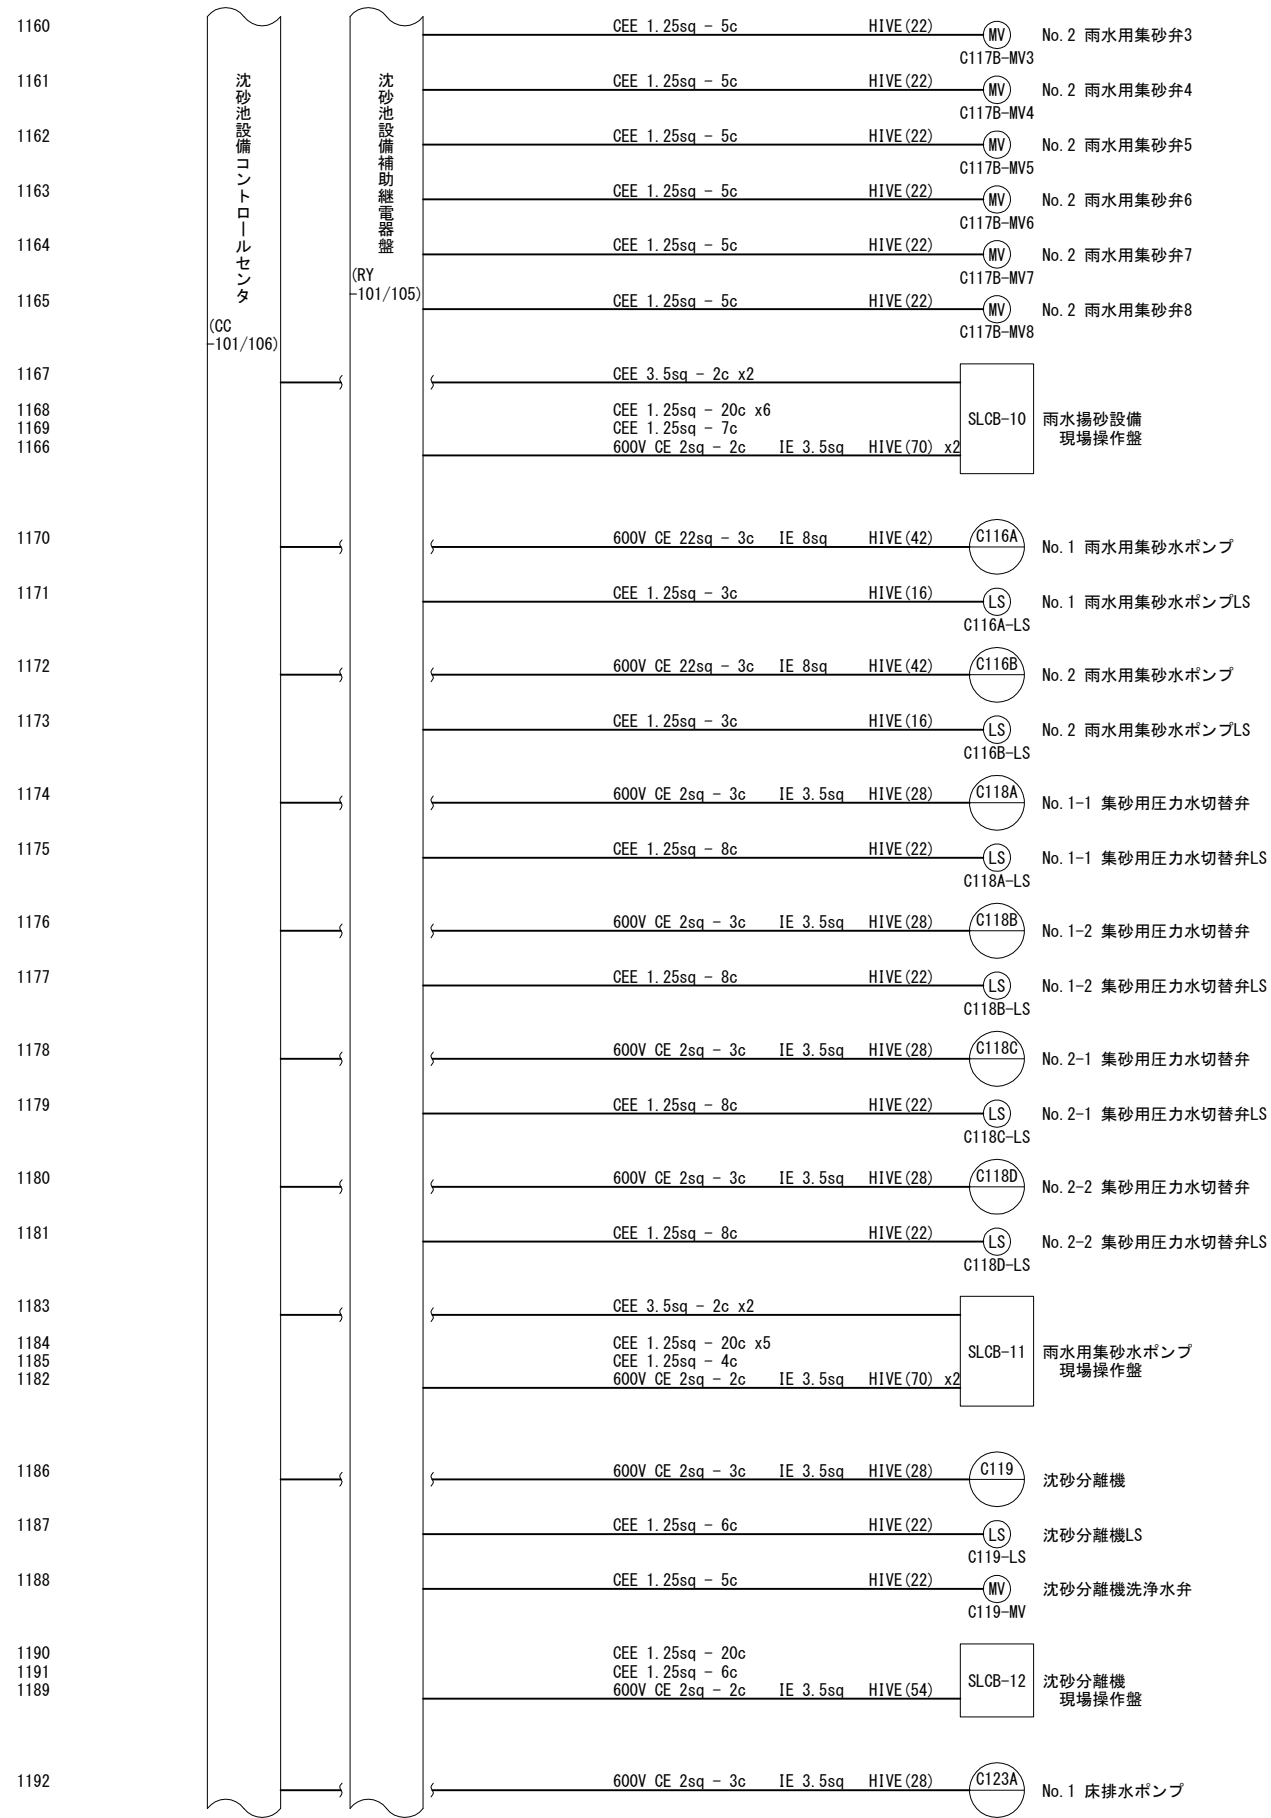 沈砂池設備コントロールセンタ
(CC
-101/106)
沈砂池設備補助継電器盤
(RY
-101/105)
1160 CEE 1.25sq - 5c HIVE(22) MV No.2 雨水用集砂弁3
C117B-MV3
1161 CEE 1.25sq - 5c HIVE(22) MV No.2 雨水用集砂弁4
C117B-MV4
1162 CEE 1.25sq - 5c HIVE(22) MV No.2 雨水用集砂弁5
C117B-MV5
1163 CEE 1.25sq - 5c HIVE(22) MV No.2 雨水用集砂弁6
C117B-MV6
1164 CEE 1.25sq - 5c HIVE(22) MV No.2 雨水用集砂弁7
C117B-MV7
1165 CEE 1.25sq - 5c HIVE(22) MV No.2 雨水用集砂弁8
C117B-MV8
1167 CEE 3.5sq - 2c x2
1168 CEE 1.25sq - 20c x6
1169 CEE 1.25sq - 7c
1166 600V CE 2sq - 2c IE 3.5sq HIVE(70) x2
SLCB-10 雨水揚砂設備
現場操作盤
1170 600V CE 22sq - 3c IE 8sq HIVE(42) C116A No.1 雨水用集砂水ポンプ
1171 CEE 1.25sq - 3c HIVE(16) LS No.1 雨水用集砂水ポンプLS
C116A-LS
1172 600V CE 22sq - 3c IE 8sq HIVE(42) C116B No.2 雨水用集砂水ポンプ
1173 CEE 1.25sq - 3c HIVE(16) LS No.2 雨水用集砂水ポンプLS
C116B-LS
1174 600V CE 2sq - 3c IE 3.5sq HIVE(28) C118A No.1-1 集砂用圧力水切替弁
1175 CEE 1.25sq - 8c HIVE(22) LS No.1-1 集砂用圧力水切替弁LS
C118A-LS
1176 600V CE 2sq - 3c IE 3.5sq HIVE(28) C118B No.1-2 集砂用圧力水切替弁
1177 CEE 1.25sq - 8c HIVE(22) LS No.1-2 集砂用圧力水切替弁LS
C118B-LS
1178 600V CE 2sq - 3c IE 3.5sq HIVE(28) C118C No.2-1 集砂用圧力水切替弁
1179 CEE 1.25sq - 8c HIVE(22) LS No.2-1 集砂用圧力水切替弁LS
C118C-LS
1180 600V CE 2sq - 3c IE 3.5sq HIVE(28) C118D No.2-2 集砂用圧力水切替弁
1181 CEE 1.25sq - 8c HIVE(22) LS No.2-2 集砂用圧力水切替弁LS
C118D-LS
1183 CEE 3.5sq - 2c x2
1184 CEE 1.25sq - 20c x5
1185 CEE 1.25sq - 4c
1182 600V CE 2sq - 2c IE 3.5sq HIVE(70) x2
SLCB-11 雨水用集砂水ポンプ
現場操作盤
1186 600V CE 2sq - 3c IE 3.5sq HIVE(28) C119 沈砂分離機
1187 CEE 1.25sq - 6c HIVE(22) LS 沈砂分離機LS
C119-LS
1188 CEE 1.25sq - 5c HIVE(22) MV 沈砂分離機洗浄水弁
C119-MV
1190 CEE 1.25sq - 20c
1191 CEE 1.25sq - 6c
1189 600V CE 2sq - 2c IE 3.5sq HIVE(54)
SLCB-12 沈砂分離機
現場操作盤
1192 600V CE 2sq - 3c IE 3.5sq HIVE(28) C123A No.1 床排水ポンプ